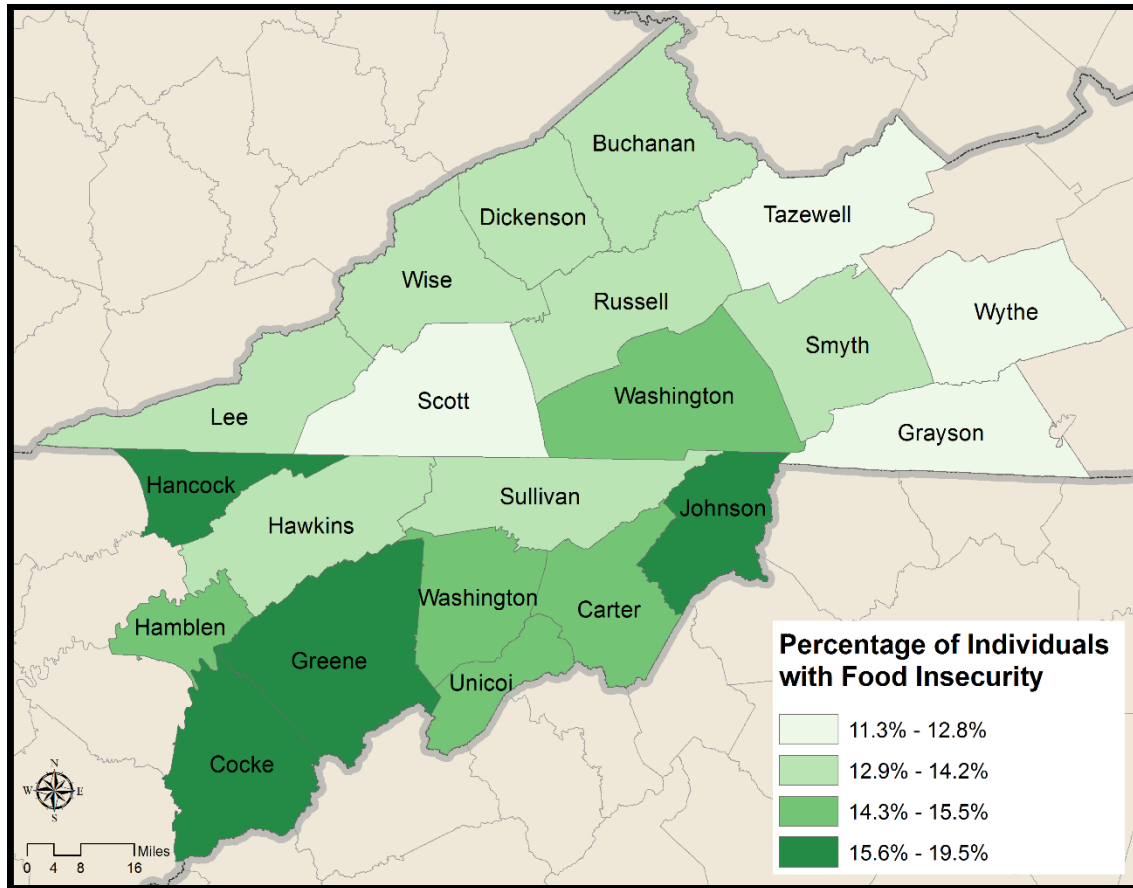 Buchanan
Tazewell
Dickenson
Wise
Russell
Wythe
Smyth
Washington
Scott
Lee
Grayson
Hancock
Sullivan
Johnson
Hawkins
Washington
Carter
Hamblen
Greene
Unicoi
Cocke
Percentage of Individuals
with Food Insecurity
11.3% - 12.8%
12.9% - 14.2%
14.3% - 15.5%
15.6% - 19.5%
N
W E
S
Miles
0 4 8 16